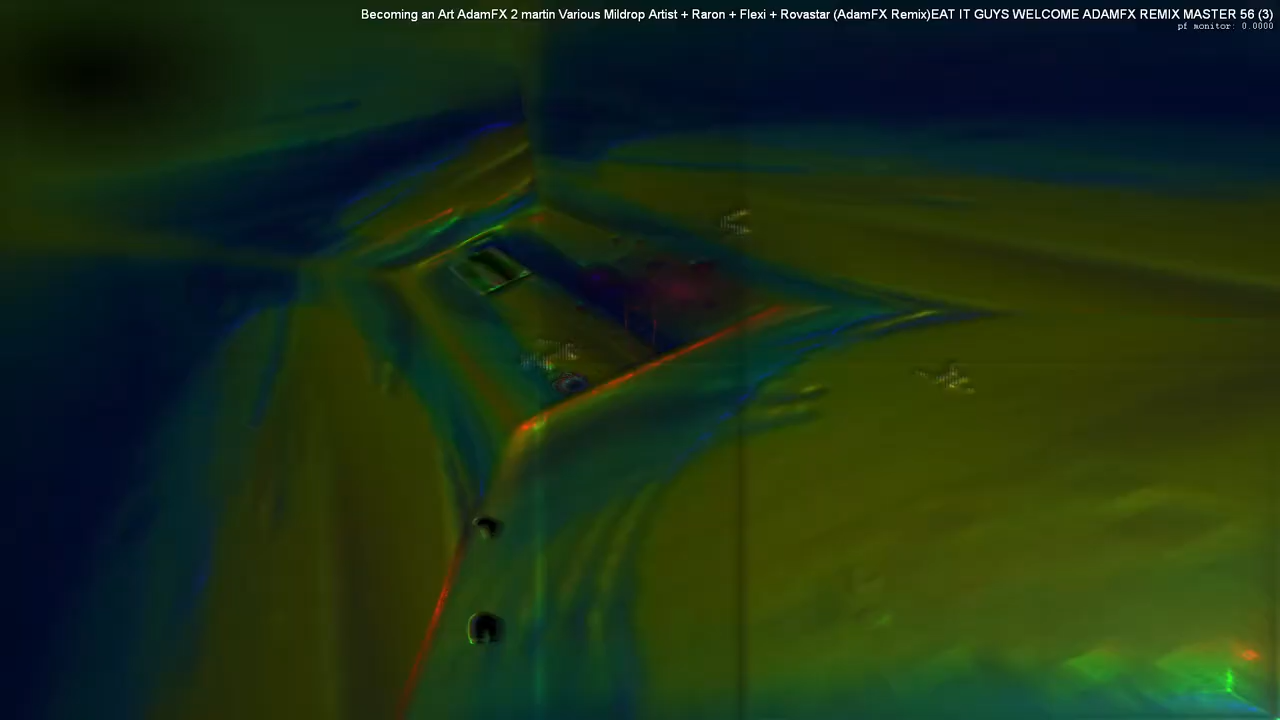 Becoming an Art AdamFX 2 martin Various Mildrop Artist + Raron + Flexi + Rovastar (AdamFX Remix)EAT IT GUYS WELCOME ADAMFX REMIX MASTER 56 (3)
pf monitor: 0.0000